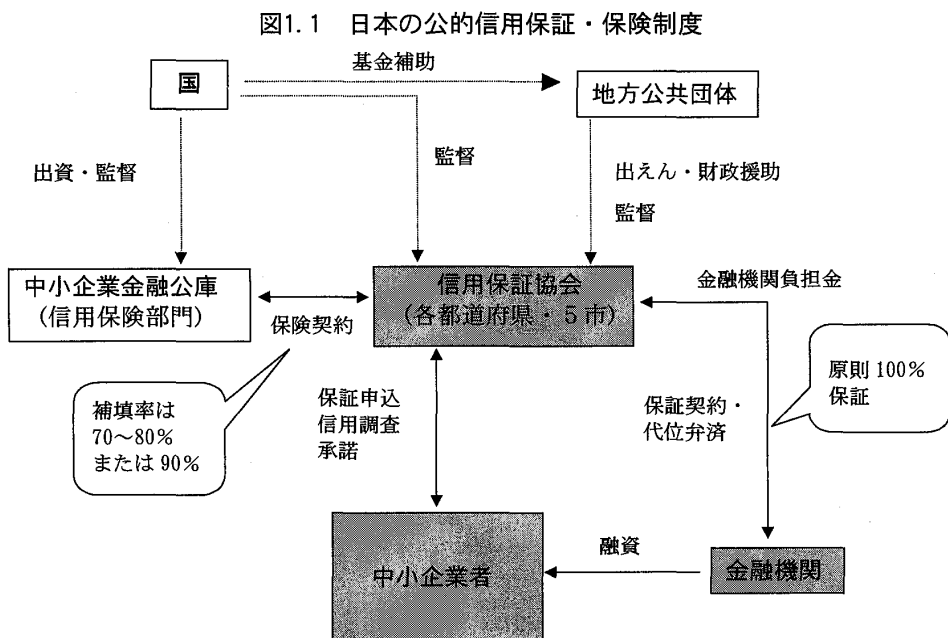 図1.1 日本の公的信用保証・保険制度
基金補助
国
地方公共団体
出資・監督
監督
出えん・財政援助
監督
中小企業金融公庫
(信用保険部門)
保険契約
信用保証協会
(各都道府県・5市)
金融機関負担金
補填率は
70~80%
または90%
保証申込
信用調査
承諾
保証契約・
代位弁済
原則100%
保証
中小企業者
融資
金融機関